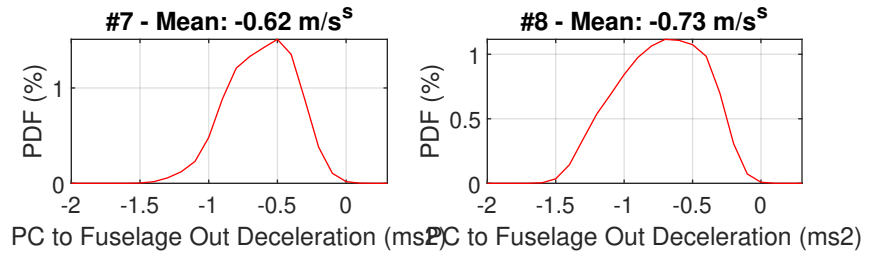 #7 - Mean: -0.62 m/s^s
PDF (%)
1
0
-2 -1.5 -1 -0.5 0
PC to Fuselage Out Deceleration (ms2)
#8 - Mean: -0.73 m/s^s
PDF (%)
1
0.5
0
-2 -1.5 -1 -0.5 0
PC to Fuselage Out Deceleration (ms2)